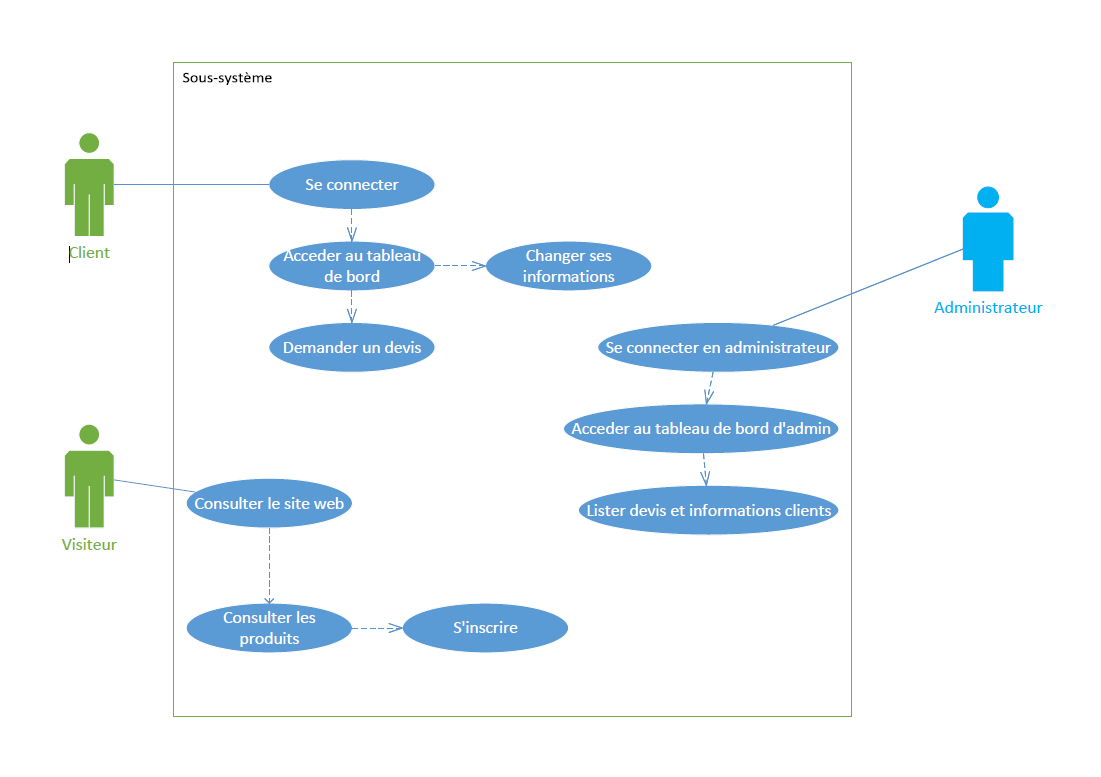 Sous-système
Se connecter
Client
Acceder au tableau
de bord
Changer ses
informations
Administrateur
Demander un devis
Se connecter en administrateur
Acceder au tableau de bord d'admin
Consulter le site web
Lister devis et informations clients
Visiteur
Consulter les
produits
S'inscrire